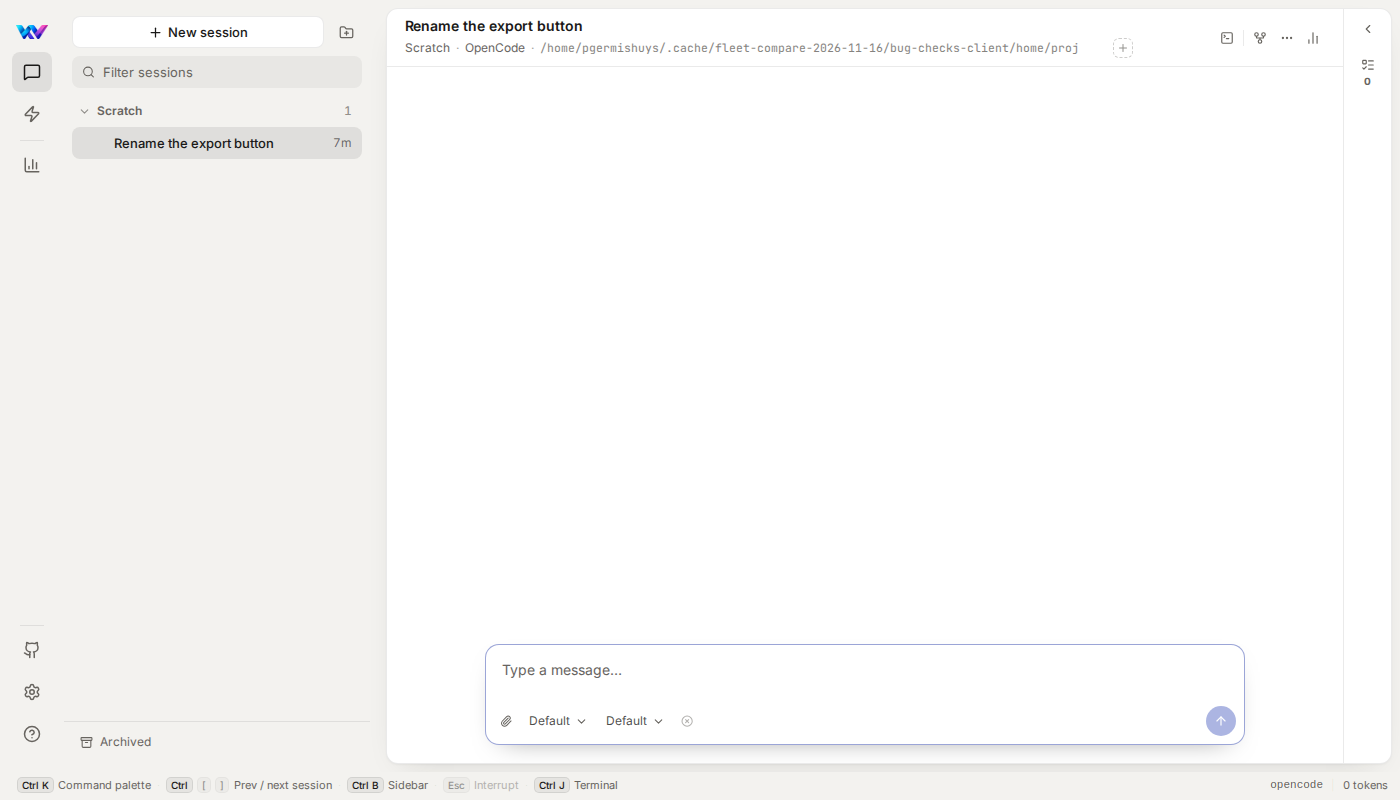 New session
Filter sessions
Scratch 1
Rename the export button 7m
Archived
Rename the export button
Scratch · OpenCode · /home/pgermishuys/.cache/fleet-compare-2026-11-16/bug-checks-client/home/proj
0
Type a message...
Default Default
Ctrl K Command palette Ctrl [ ] Prev / next session Ctrl B Sidebar Esc Interrupt Ctrl J Terminal opencode 0 tokens